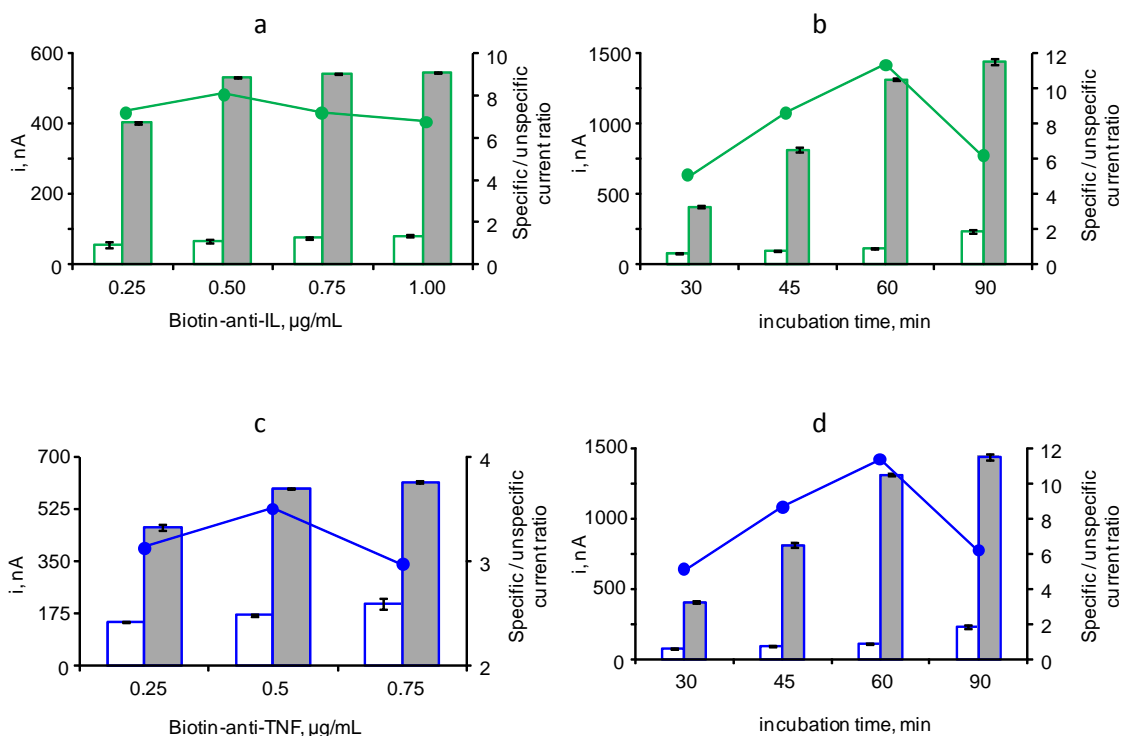 a
600
400
200
0
i, nA
10
8
6
4
2
0
Specific / unspecific
current ratio
0.25 0.50 0.75 1.00
Biotin-anti-IL, µg/mL
b
1500
1000
500
0
i, nA
12
10
8
6
4
2
0
Specific / unspecific
current ratio
30 45 60 90
incubation time, min
c
700
525
350
175
0
i, nA
4
3
2
Specific / unspecific
current ratio
0.25 0.5 0.75
Biotin-anti-TNF, µg/mL
d
1500
1000
500
0
i, nA
12
10
8
6
4
2
0
Specific / unspecific
current ratio
30 45 60 90
incubation time, min